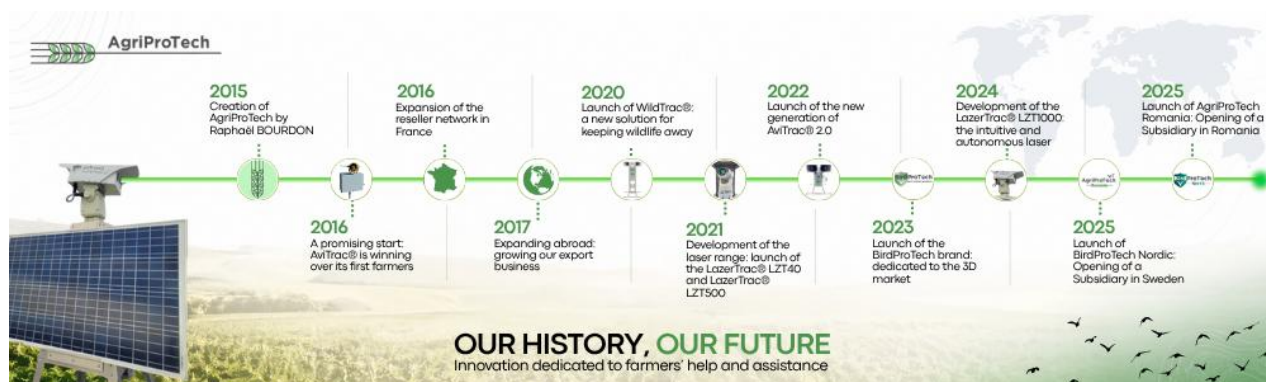 AgriProTech
2015
Creation of
AgriProTech by
Raphaël BOURDON
2016
Expansion of the
reseller network in
France
2020
Launch of WildTrac®:
a new solution for
keeping wildlife away
2022
Launch of the new
generation of
AviTrac® 2.0
2024
Development of the
LazerTrac® LZT1000:
the intuitive and
autonomous laser
2025
Launch of AgriProTech
Romania: Opening of a
Subsidiary in Romania
BirdProTech
AgriProTech
BirdProTech
2016
A promising start:
AviTrac® is winning
over its first farmers
2017
Expanding abroad:
growing our export
business
2021
Development of the
laser range: launch of
the LazerTrac® LZT40
and LazerTrac®
LZT500
2023
Launch of the
BirdProTech brand:
dedicated to the 3D
market
2025
Launch of
BirdProTech Nordic:
Opening of a
Subsidiary in Sweden
OUR HISTORY, OUR FUTURE
Innovation dedicated to farmers' help and assistance